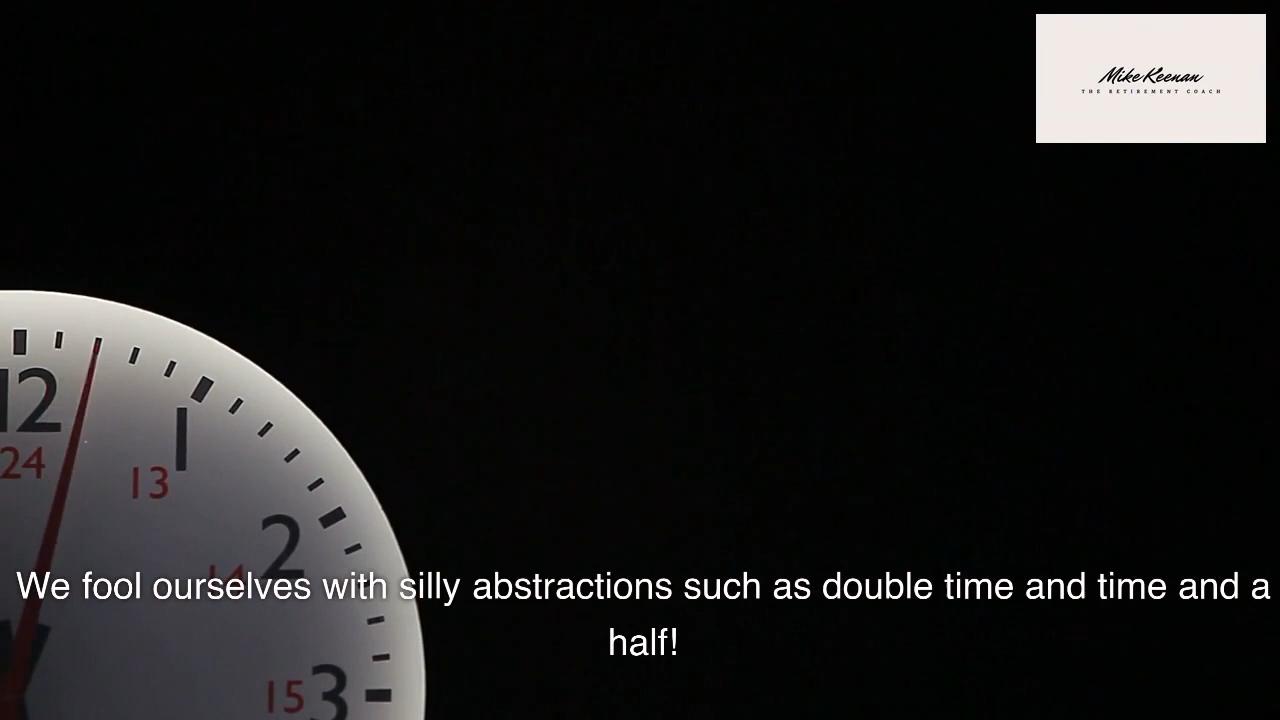 Mike Keenan
THE RETIREMENT COACH
12
24
1
13
2
14
We fool ourselves with silly abstractions such as double time and time and a
half!
15 3